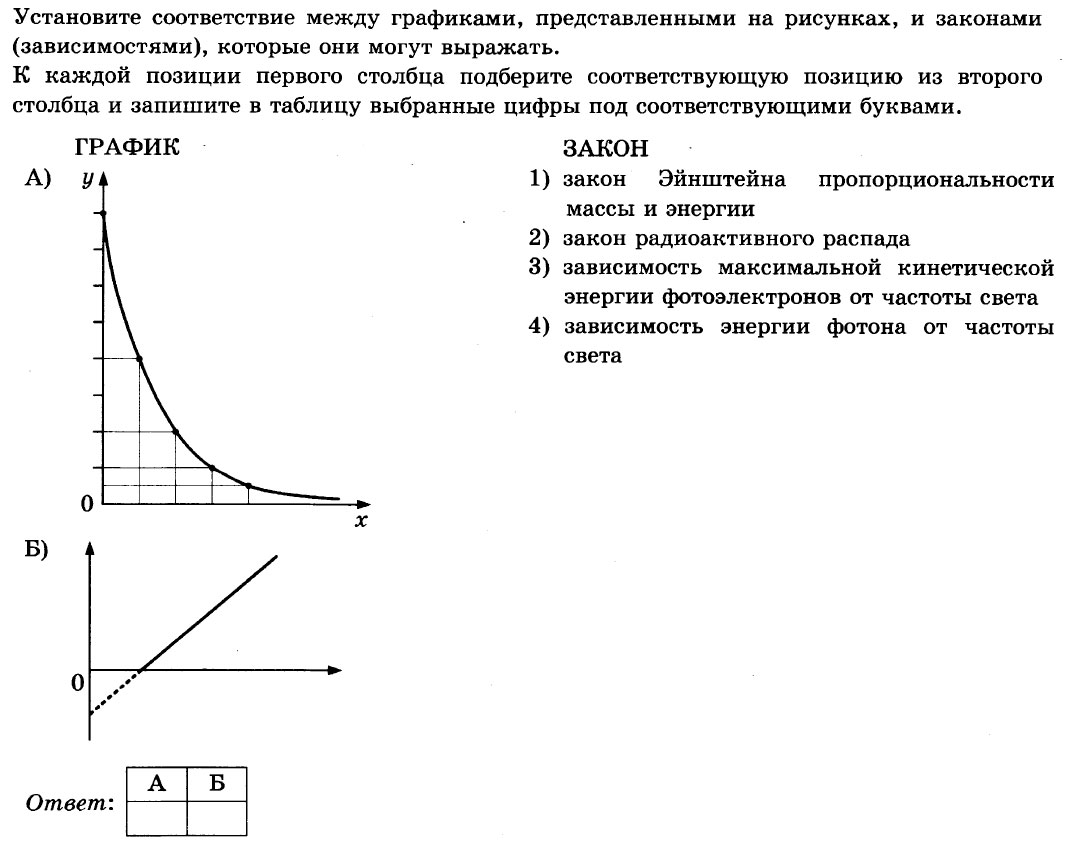 Установите соответствие между графиками, представленными на рисунках, и законами
(зависимостями), которые они могут выражать.
К каждой позиции первого столбца подберите соответствующую позицию из второго
столбца и запишите в таблицу выбранные цифры под соответствующими буквами.
ГРАФИК
А)
y
0
x
Б)
0
ЗАКОН
1) закон Эйнштейна пропорциональности
массы и энергии
2) закон радиоактивного распада
3) зависимость максимальной кинетической
энергии фотоэлектронов от частоты света
4) зависимость энергии фотона от частоты
света
А Б
Ответ: